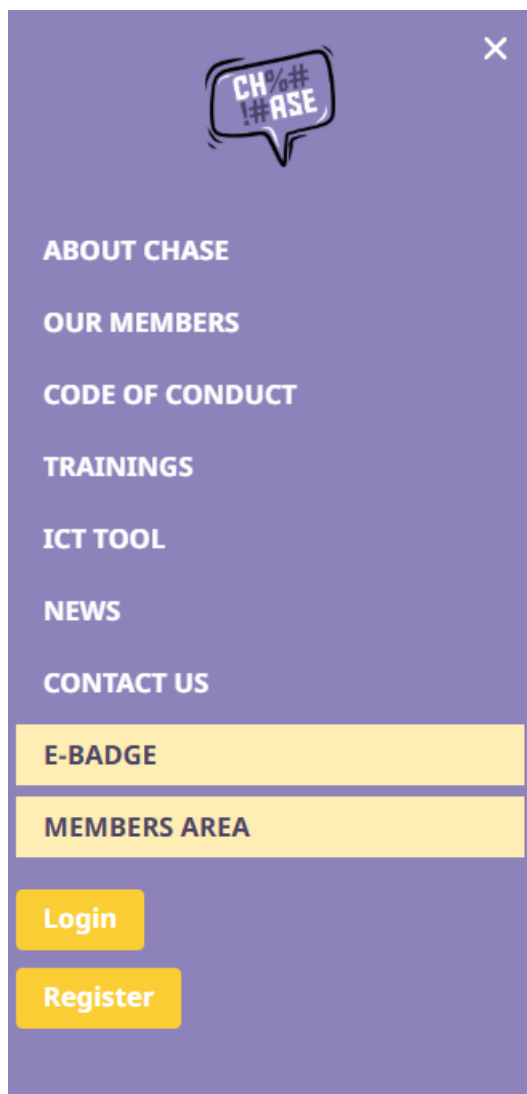 CH%#
!#ASE
ABOUT CHASE
OUR MEMBERS
CODE OF CONDUCT
TRAININGS
ICT TOOL
NEWS
CONTACT US
E-BADGE
MEMBERS AREA
Login
Register